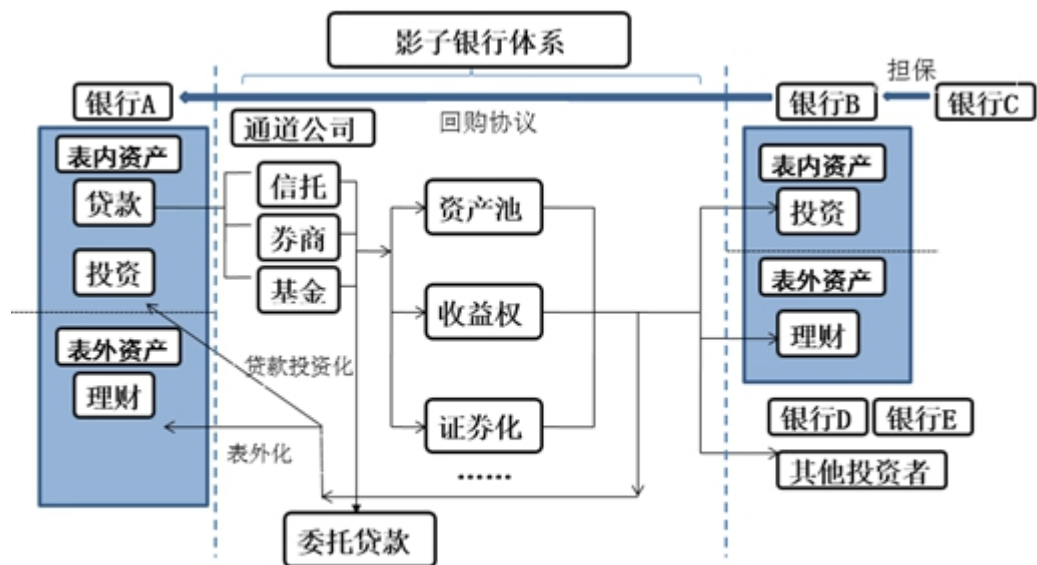 影子银行体系
担保
银行A
银行B
银行C
回购协议
通道公司
表内资产
贷款
投资
表外资产
理财
信托
券商
基金
资产池
收益权
证券化
……
贷款投资化
表外化
委托贷款
表内资产
投资
表外资产
理财
银行D
银行E
其他投资者